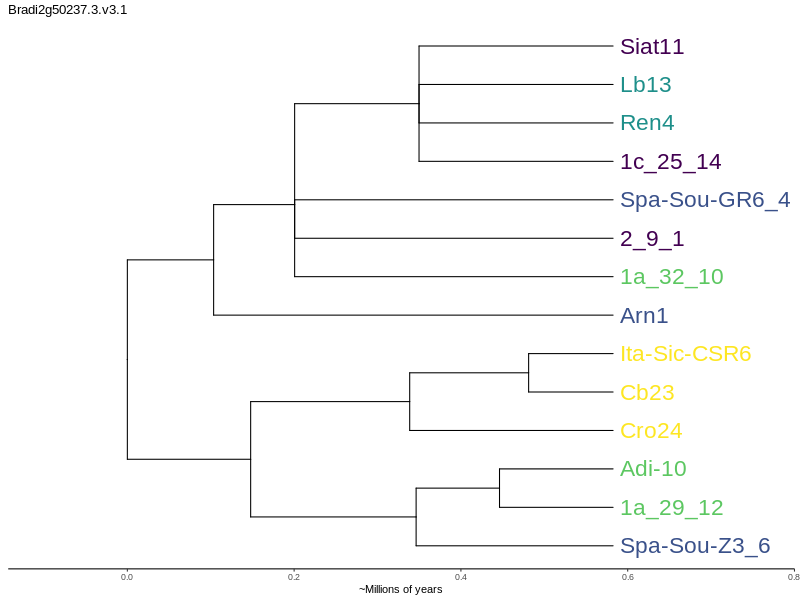 Bradi2g50237.3.v3.1
Siat11
Lb13
Ren4
1c_25_14
Spa-Sou-GR6_4
2_9_1
1a_32_10
Arn1
Ita-Sic-CSR6
Cb23
Cro24
Adi-10
1a_29_12
Spa-Sou-Z3_6
0.0 0.2 0.4 0.6 0.8
~Millions of years